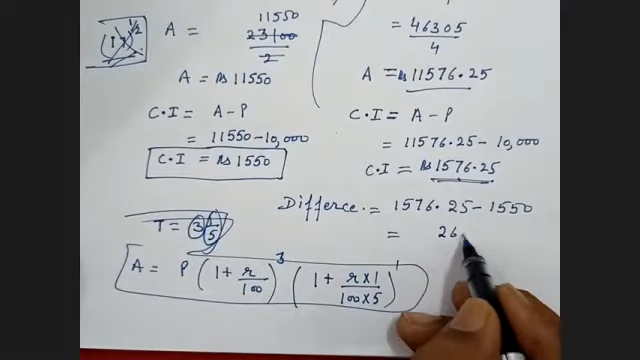 A = 11550
23100
2
A = Rs 11550
C·I = A - P
= 11550 - 10,000
C·I = Rs 1550
= 46305
4
A = Rs 11576.25
C·I = A - P
= 11576.25 - 10,000
C·I = Rs 1576.25
Differce = 1576.25 - 1550
= 26
T = 3 1/5
A = P (1 + r/100)^3 (1 + r×1/100×5)^1